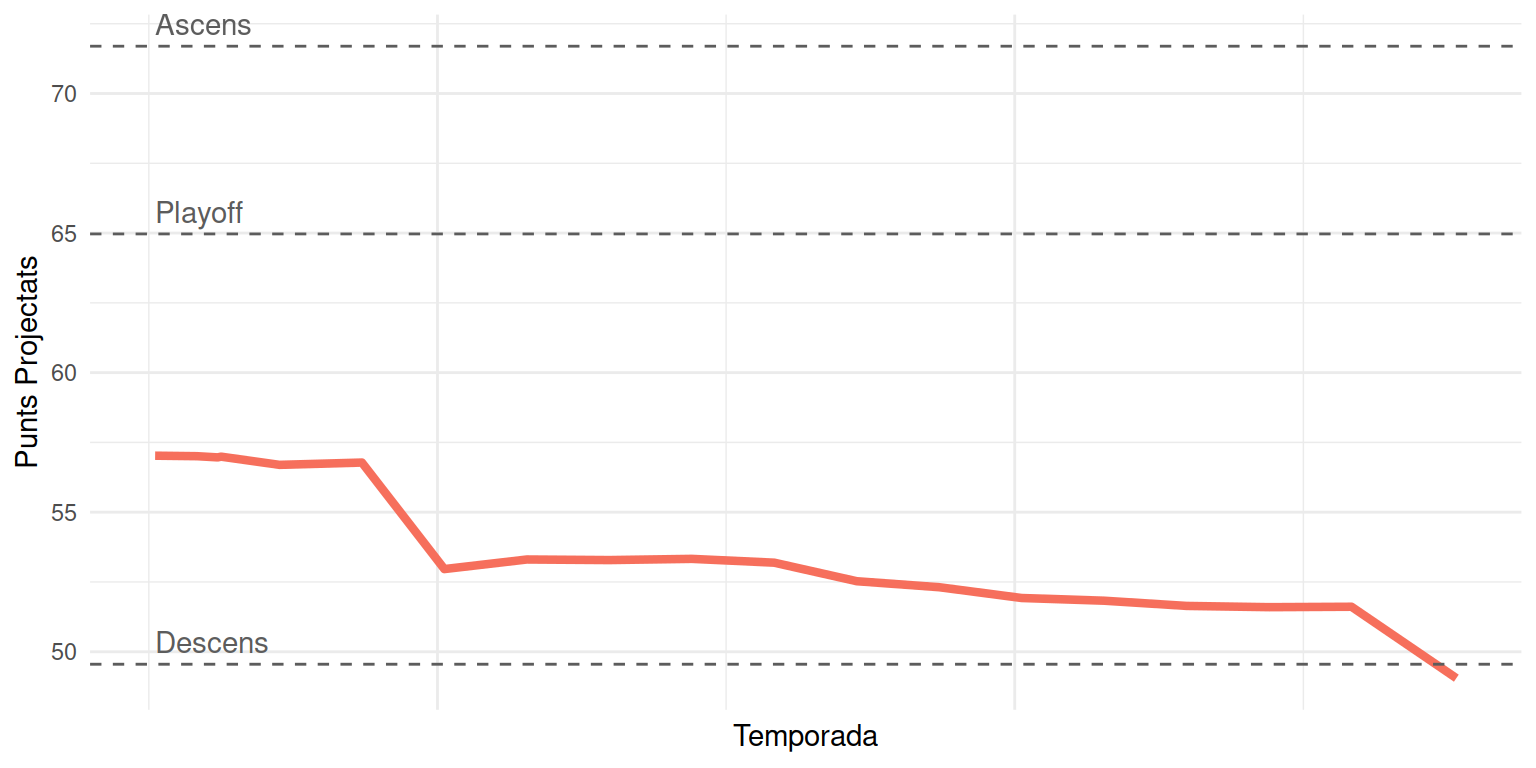 Ascens
70
Playoff
65
60
55
Descens
50
Punts Projectats
Temporada